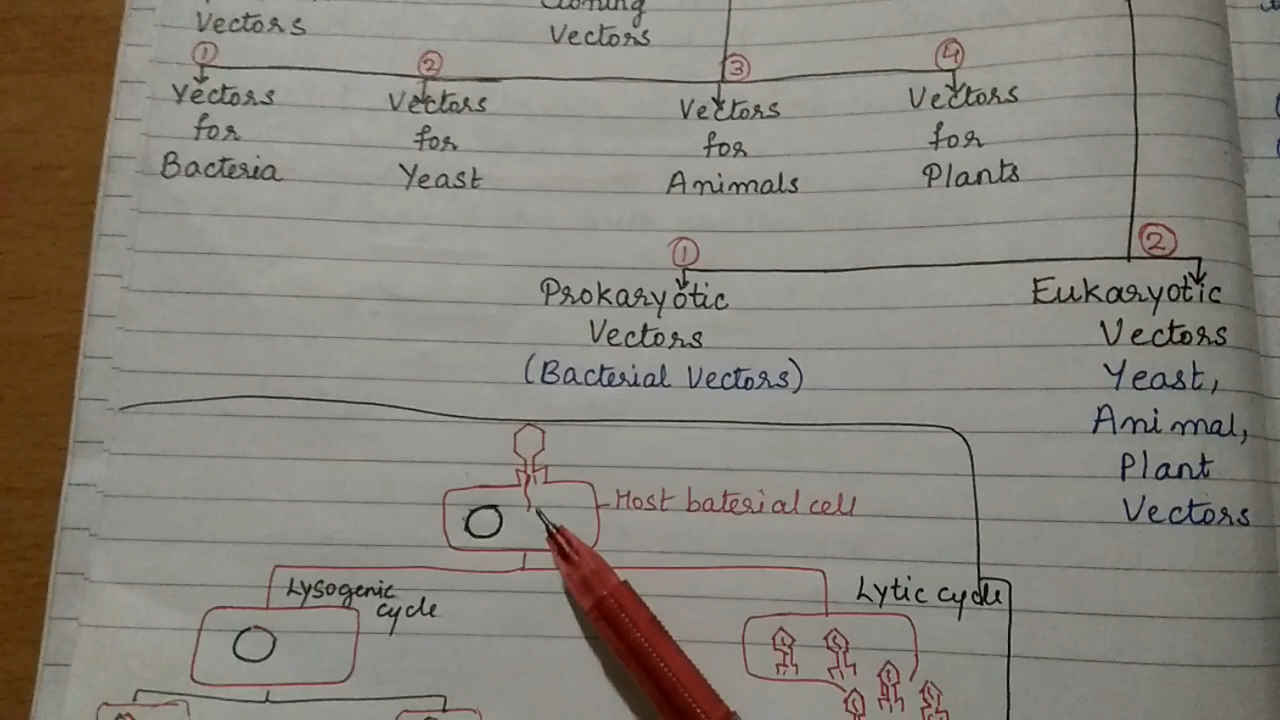 Vectors
Cloning
Vectors
① ② ③ ④
Vectors
for
Bacteria
Vectors
for
Yeast
Vectors
for
Animals
Vectors
for
Plants
①
Prokaryotic
Vectors
(Bacterial Vectors)
②
Eukaryotic
Vectors
Yeast,
Animal,
Plant
Vectors
Host baterial cell
Lysogenic
cycle
Lytic cycle